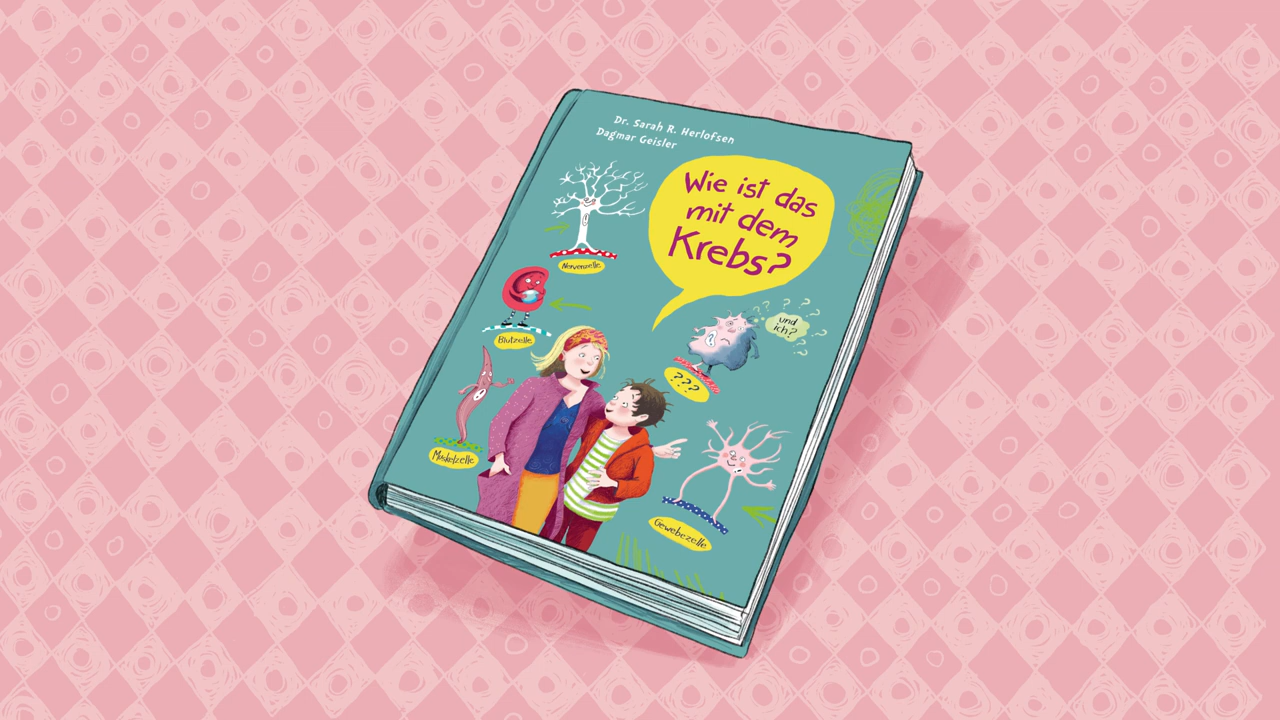 Dr. Sarah R. Herlofsen
Dagmar Geisler
Wie ist das
mit dem
Krebs?
Nervenzelle
Blutzelle
und
ich?
???
Muskelzelle
Gewebezelle